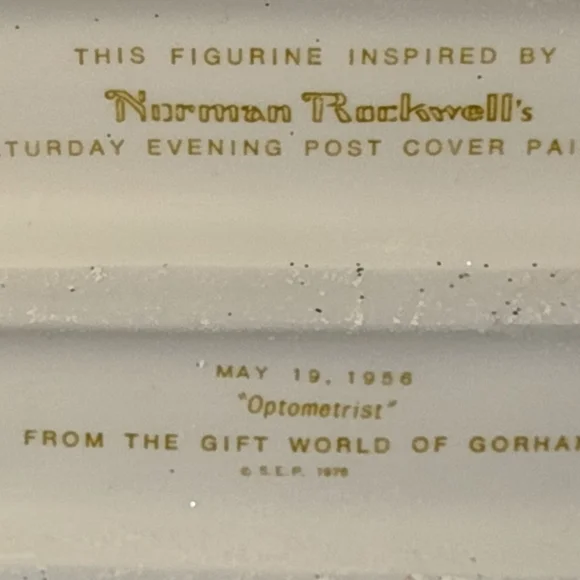 THIS FIGURINE INSPIRED BY
Norman Rockwell's
TURDAY EVENING POST COVER PAI
MAY 19, 1956
"Optometrist"
FROM THE GIFT WORLD OF GORHA
© S.E.P. 1976